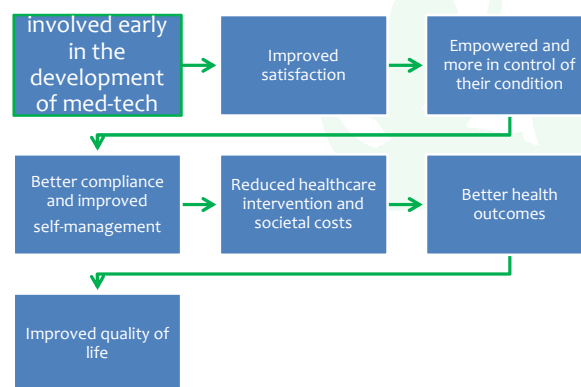 involved early
in the
development
of med-tech
Improved
satisfaction
Empowered and
more in control of
their condition
Better compliance
and improved
self-management
Reduced healthcare
intervention and
societal costs
Better health
outcomes
Improved quality of
life